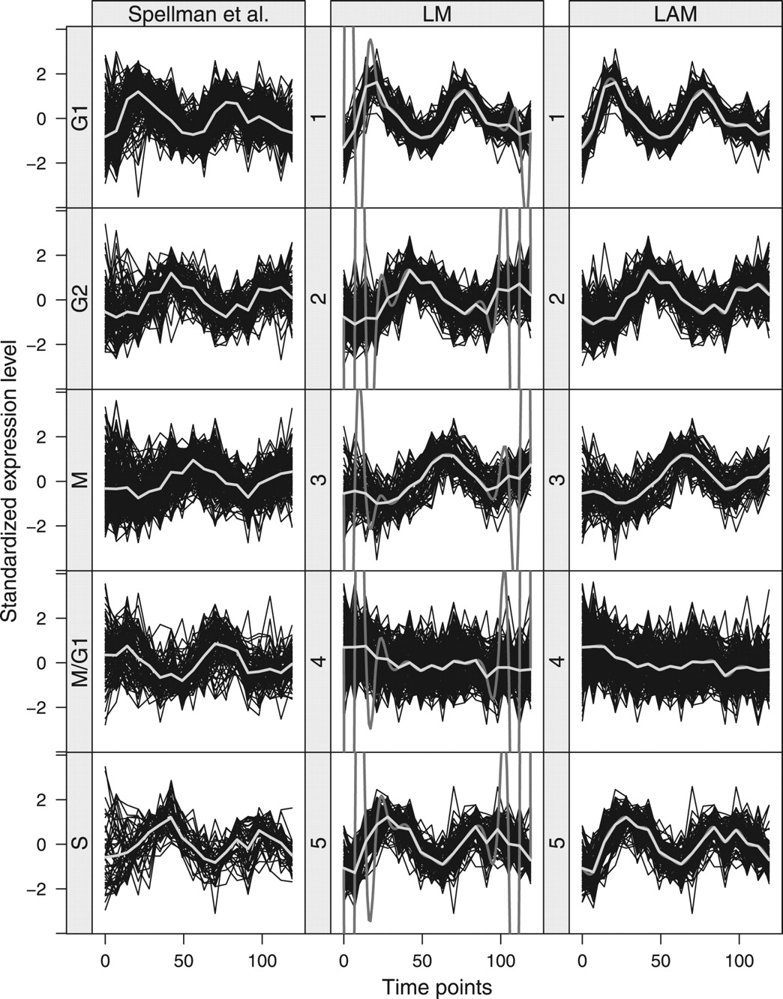 Spellman et al. LM LAM
Standardized expression level
G1 1 1
2
0
−2
G2 2 2
2
0
−2
M 3 3
2
0
−2
M/G1 4 4
2
0
−2
S 5 5
2
0
−2
0 50 100 0 50 100 0 50 100
Time points